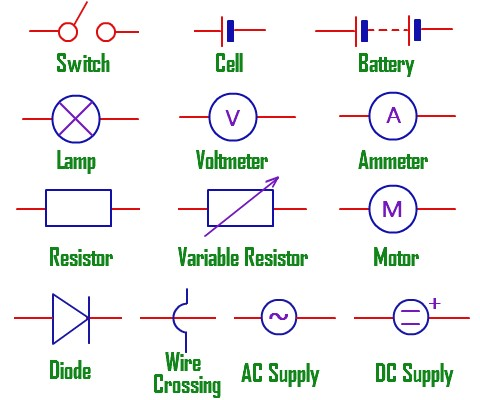 Switch Cell Battery
V A
Lamp Voltmeter Ammeter
M
Resistor Variable Resistor Motor
~ +
Diode Wire Crossing AC Supply DC Supply